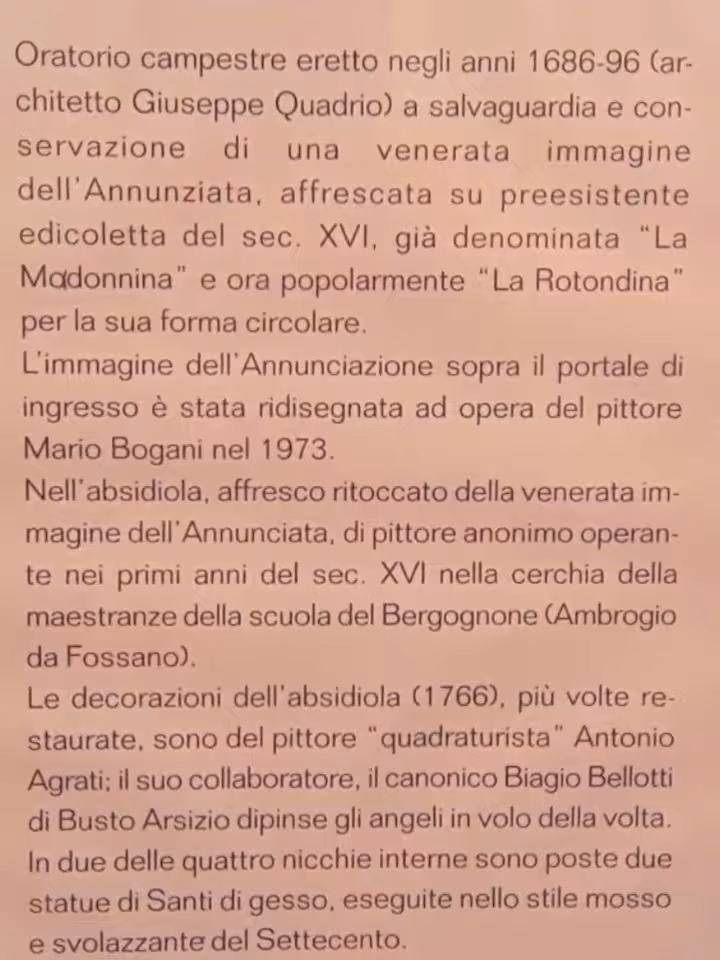 Oratorio campestre eretto negli anni 1686-96 (ar-
chitetto Giuseppe Quadrio) a salvaguardia e con-
servazione di una venerata immagine
dell'Annunziata, affrescata su preesistente
edicoletta del sec. XVI, già denominata “La
Madonnina” e ora popolarmente “La Rotondina”
per la sua forma circolare.
L'immagine dell'Annunciazione sopra il portale di
ingresso è stata ridisegnata ad opera del pittore
Mario Bogani nel 1973.
Nell'absidiola, affresco ritoccato della venerata im-
magine dell'Annunciata, di pittore anonimo operan-
te nei primi anni del sec. XVI nella cerchia della
maestranze della scuola del Bergognone (Ambrogio
da Fossano).
Le decorazioni dell'absidiola (1766), più volte re-
staurate, sono del pittore “quadraturista” Antonio
Agrati; il suo collaboratore, il canonico Biagio Bellotti
di Busto Arsizio dipinse gli angeli in volo della volta.
In due delle quattro nicchie interne sono poste due
statue di Santi di gesso, eseguite nello stile mosso
e svolazzante del Settecento.